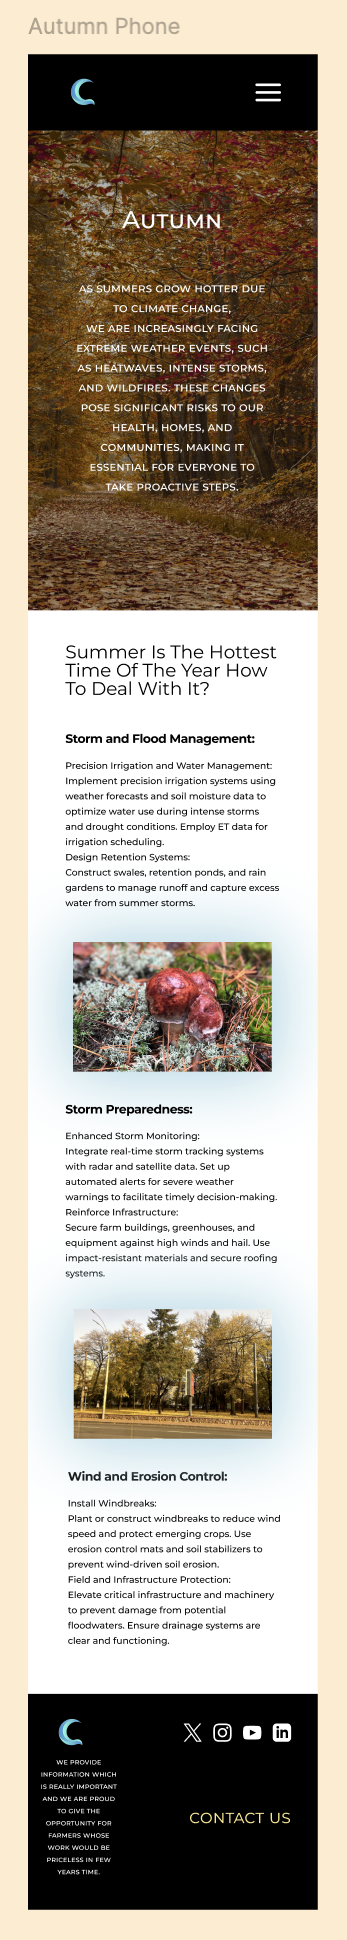 Autumn Phone
AUTUMN
AS SUMMERS GROW HOTTER DUE
TO CLIMATE CHANGE,
WE ARE INCREASINGLY FACING
EXTREME WEATHER EVENTS, SUCH
AS HEATWAVES, INTENSE STORMS,
AND WILDFIRES. THESE CHANGES
POSE SIGNIFICANT RISKS TO OUR
HEALTH, HOMES, AND
COMMUNITIES, MAKING IT
ESSENTIAL FOR EVERYONE TO
TAKE PROACTIVE STEPS.
Summer Is The Hottest
Time Of The Year How
To Deal With It?
Storm and Flood Management:
Precision Irrigation and Water Management:
Implement precision irrigation systems using
weather forecasts and soil moisture data to
optimize water use during intense storms
and drought conditions. Employ ET data for
irrigation scheduling.
Design Retention Systems:
Construct swales, retention ponds, and rain
gardens to manage runoff and capture excess
water from summer storms.
Storm Preparedness:
Enhanced Storm Monitoring:
Integrate real-time storm tracking systems
with radar and satellite data. Set up
automated alerts for severe weather
warnings to facilitate timely decision-making.
Reinforce Infrastructure:
Secure farm buildings, greenhouses, and
equipment against high winds and hail. Use
impact-resistant materials and secure roofing
systems.
Wind and Erosion Control:
Install Windbreaks:
Plant or construct windbreaks to reduce wind
speed and protect emerging crops. Use
erosion control mats and soil stabilizers to
prevent wind-driven soil erosion.
Field and Infrastructure Protection:
Elevate critical infrastructure and machinery
to prevent damage from potential
floodwaters. Ensure drainage systems are
clear and functioning.
WE PROVIDE
INFORMATION WHICH
IS REALLY IMPORTANT
AND WE ARE PROUD
TO GIVE THE
OPPORTUNITY FOR
FARMERS WHOSE
WORK WOULD BE
PRICELESS IN FEW
YEARS TIME.
CONTACT US